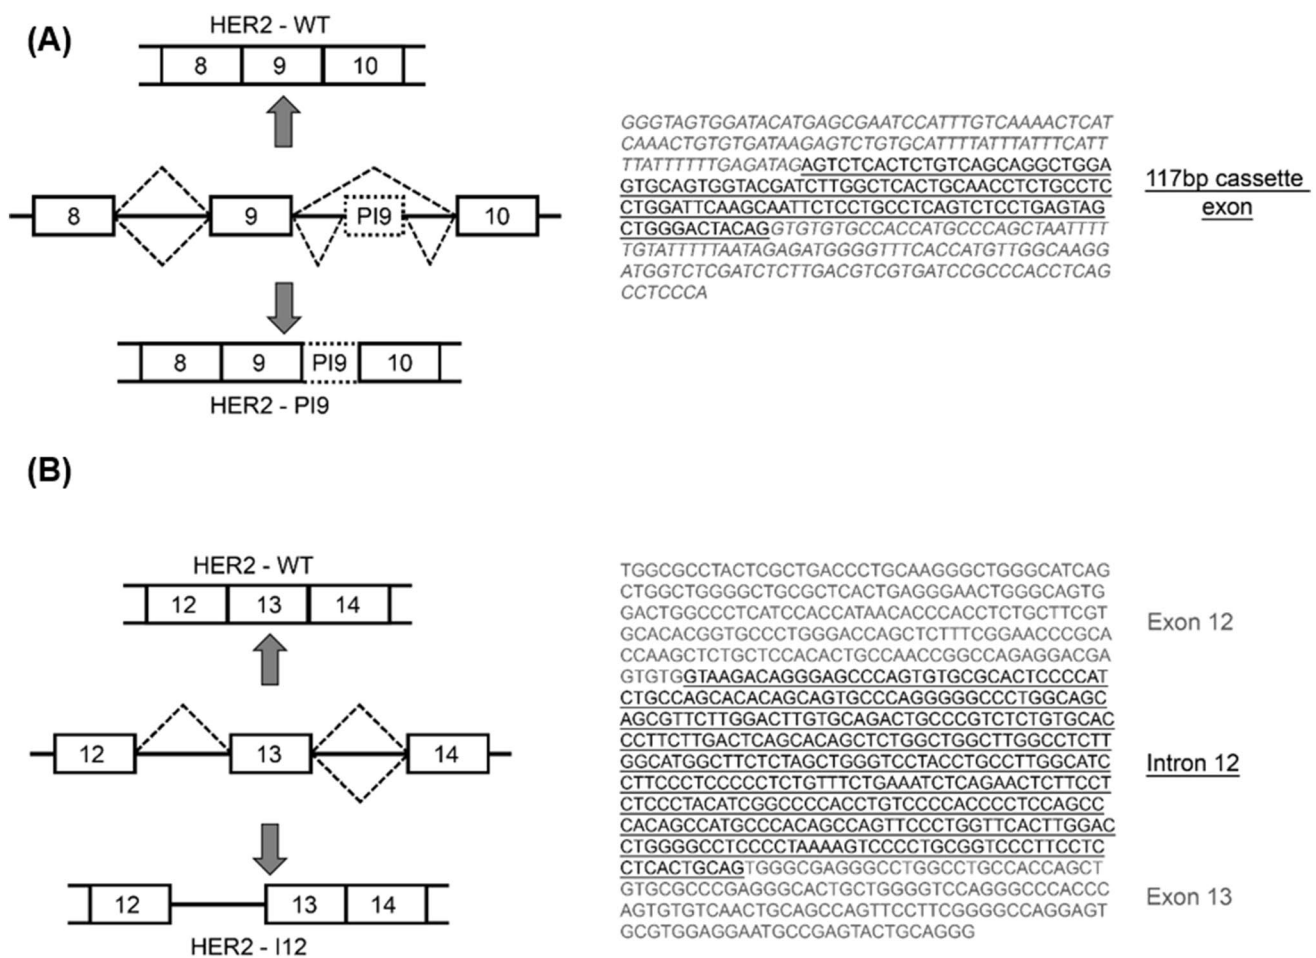 (A)
HER2 - WT
8 9 10
8 9 PI9 10
8 9 PI9 10
HER2 - PI9
GGGTAGTGGATACATGAGCGAATCCATTTGTCAAAACTCAT
CAAACTGTGTGATAAGAGTCTGTGCATTTTATTTATTTCATT
TTATTTTTTGAGATAGAGTCTCACTCTGTCAGCAGGCTGGA
GTGCAGTGGTACGATCTTGGCTCACTGCAACCTCTGCCTC
CTGGATTCAAGCAATTCTCCTGCCTCAGTCTCCTGAGTAG
CTGGGACTACAGGTGTGTGCCACCATGCCCAGCTAATTTT
TGTATTTTTAATAGAGATGGGGTTTCACCATGTTGGCAAGG
ATGGTCTCGATCTCTTGACGTCGTGATCCGCCCACCTCAG
CCTCCCA
117bp cassette
exon
(B)
HER2 - WT
12 13 14
12 13 14
12 13 14
HER2 - I12
TGGCGCCTACTCGCTGACCCTGCAAGGGCTGGGCATCAG
CTGGCTGGGGCTGCGCTCACTGAGGGAACTGGGCAGTG
GACTGGCCCTCATCCACCATAACACCCACCTCTGCTTCGT
GCACACGGTGCCCTGGGACCAGCTCTTTCGGAACCCGCA
CCAAGCTCTGCTCCACACTGCCAACCGGCCAGAGGACGA
GTGTGGTAAGACAGGGAGCCCAGTGTGCGCACTCCCCAT
CTGCCAGCACACAGCAGTGCCCAGGGGGCCCTGGCAGC
AGCGTTCTTGGACTTGTGCAGACTGCCCGTCTCTGTGCAC
CCTTCTTGACTCAGCACAGCTCTGGCTGGCTTGGCCTCTT
GGCATGGCTTCTCTAGCTGGGTCCTACCTGCCTTGGCATC
CTTCCCTCCCCCTCTGTTTCTGAAATCTCAGAACTCTTCCT
CTCCCTACATCGGCCCCACCTGTCCCCACCCCTCCAGCC
CACAGCCATGCCCACAGCCAGTTCCCTGGTTCACTTGGAC
CTGGGGCCTCCCCTAAAAGTCCCCTGCGGTCCCTTCCTC
CTCACTGCAGTGGGCGAGGGCCTGGCCTGCCACCAGCT
GTGCGCCCGAGGGCACTGCTGGGGTCCAGGGCCCACCC
AGTGTGTCAACTGCAGCCAGTTCCTTCGGGGCCAGGAGT
GCGTGGAGGAATGCCGAGTACTGCAGGG
Exon 12
Intron 12
Exon 13